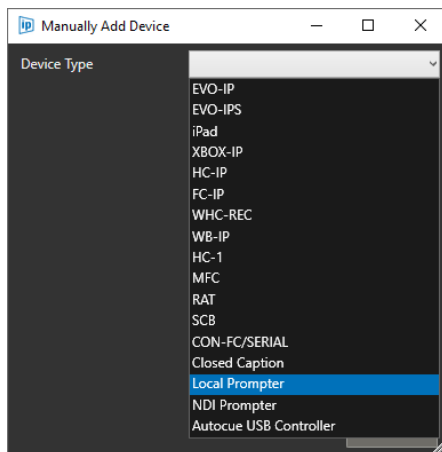 ip Manually Add Device
Device Type
EVO-IP
EVO-IPS
iPad
XBOX-IP
HC-IP
FC-IP
WHC-REC
WB-IP
HC-1
MFC
RAT
SCB
CON-FC/SERIAL
Closed Caption
Local Prompter
NDI Prompter
Autocue USB Controller